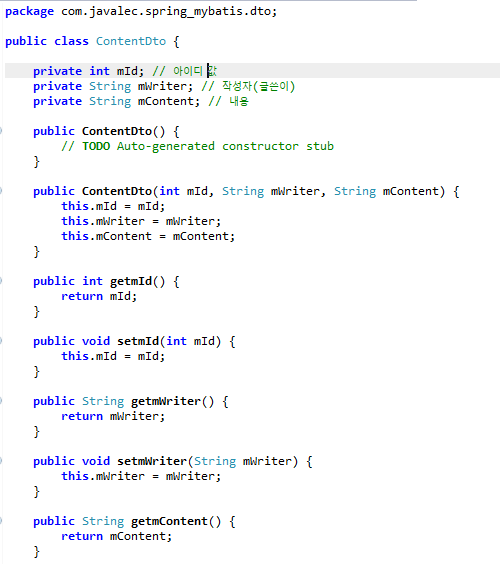 package com.javalec.spring_mybatis.dto;
public class ContentDto {
private int mId; // 아이디 값
private String mWriter; // 작성자(글쓴이)
private String mContent; // 내용
public ContentDto() {
// TODO Auto-generated constructor stub
}
public ContentDto(int mId, String mWriter, String mContent) {
this.mId = mId;
this.mWriter = mWriter;
this.mContent = mContent;
}
public int getmId() {
return mId;
}
public void setmId(int mId) {
this.mId = mId;
}
public String getmWriter() {
return mWriter;
}
public void setmWriter(String mWriter) {
this.mWriter = mWriter;
}
public String getmContent() {
return mContent;
}